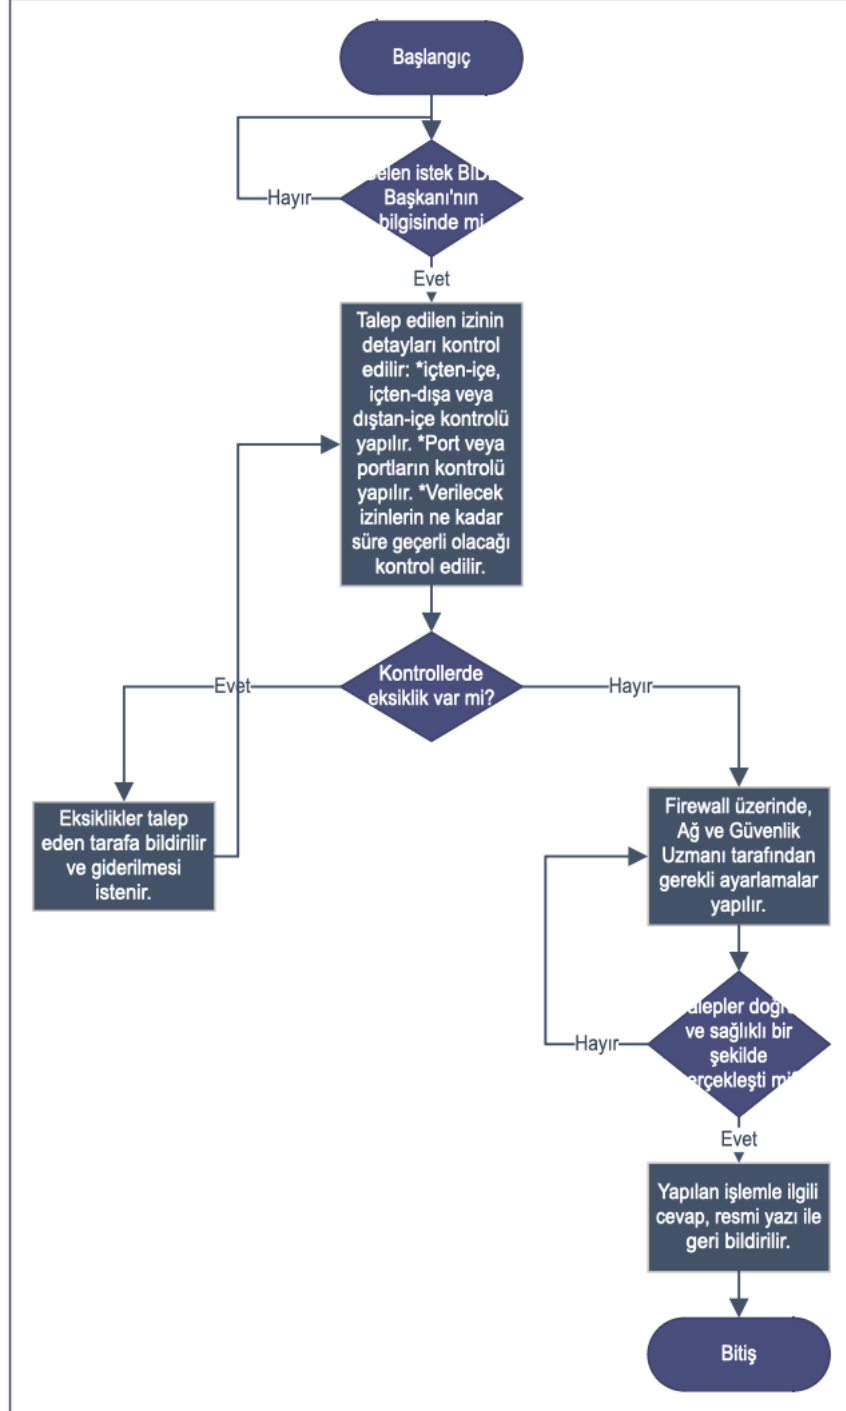 Başlangıç
istek
Başkanı'nın
bilgisinde mi
Hayır
Evet
Talep edilen izinin
detayları kontrol
edilir: *içten-içe,
içten-dışa veya
dıştan-içe kontrolü
yapılır. *Port veya
portların kontrolü
yapılır. *Verilecek
izinlerin ne kadar
süre geçerli olacağı
kontrol edilir.
Kontrollerde
eksiklik var mi?
Evet
Hayır
Eksiklikler talep
eden tarafa bildirilir
ve giderilmesi
istenir.
Firewall üzerinde,
Ağ ve Güvenlik
Uzmanı tarafından
gerekli ayarlamalar
yapılır.
ve sağlıklı bir
şekilde
Hayır
Evet
Yapılan işlemle ilgili
cevap, resmi yazı ile
geri bildirilir.
Bitiş